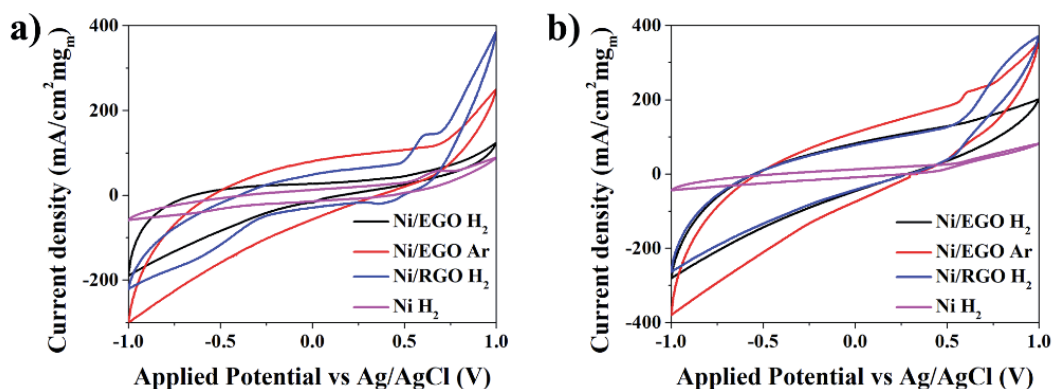 a)
Current density (mA/cm²mgₘ)
400
200
0
-200
-1.0 -0.5 0.0 0.5 1.0
Applied Potential vs Ag/AgCl (V)
Ni/EGO H₂
Ni/EGO Ar
Ni/RGO H₂
Ni H₂
b)
Current density (mA/cm²mgₘ)
400
200
0
-200
-400
-1.0 -0.5 0.0 0.5 1.0
Applied Potential vs Ag/AgCl (V)
Ni/EGO H₂
Ni/EGO Ar
Ni/RGO H₂
Ni H₂